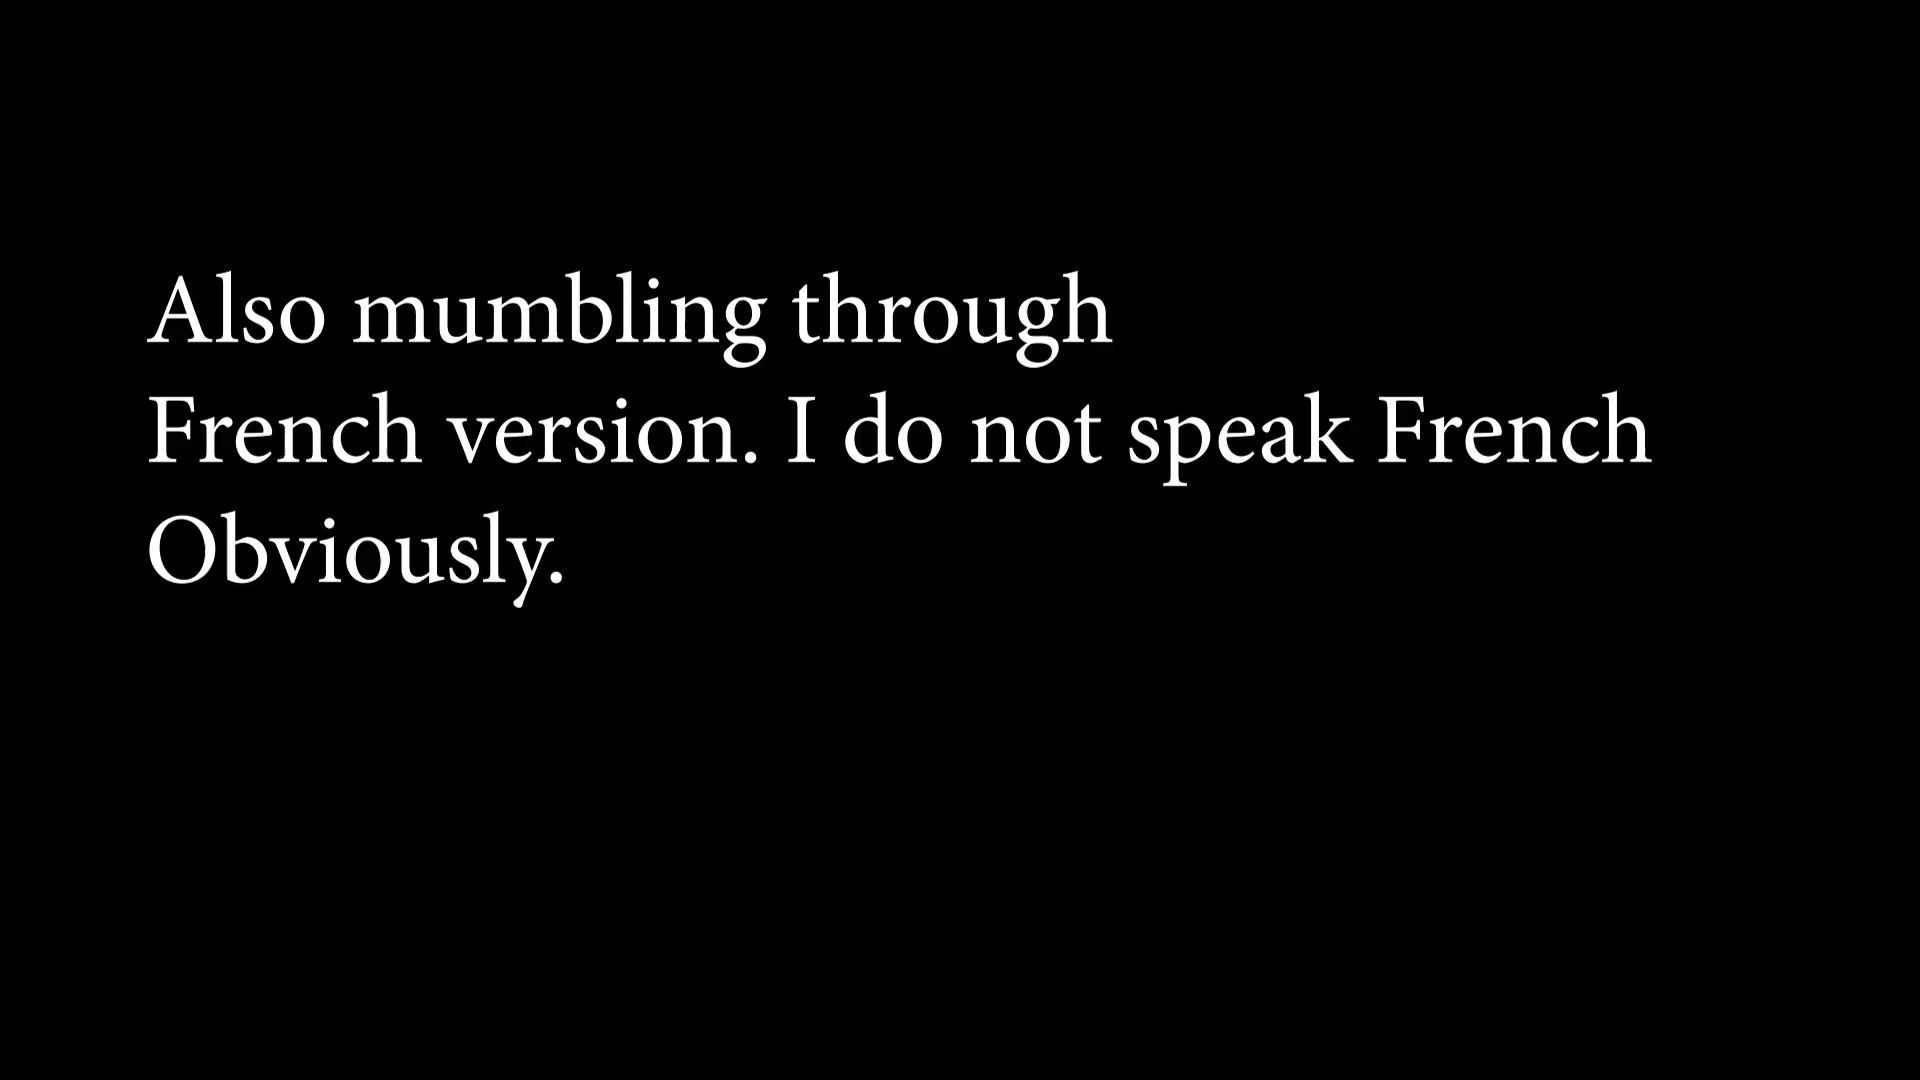 Also mumbling through
French version. I do not speak French
Obviously.